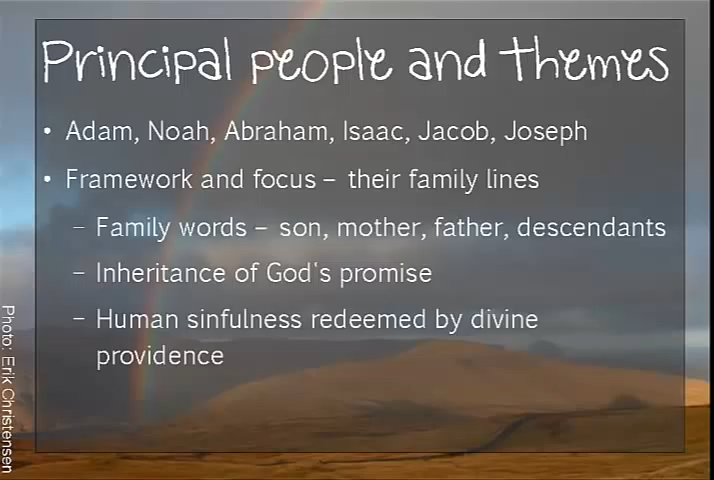 Principal people and themes
• Adam, Noah, Abraham, Isaac, Jacob, Joseph
• Framework and focus – their family lines
– Family words – son, mother, father, descendants
– Inheritance of God's promise
– Human sinfulness redeemed by divine
providence
Photo: Erik Christensen